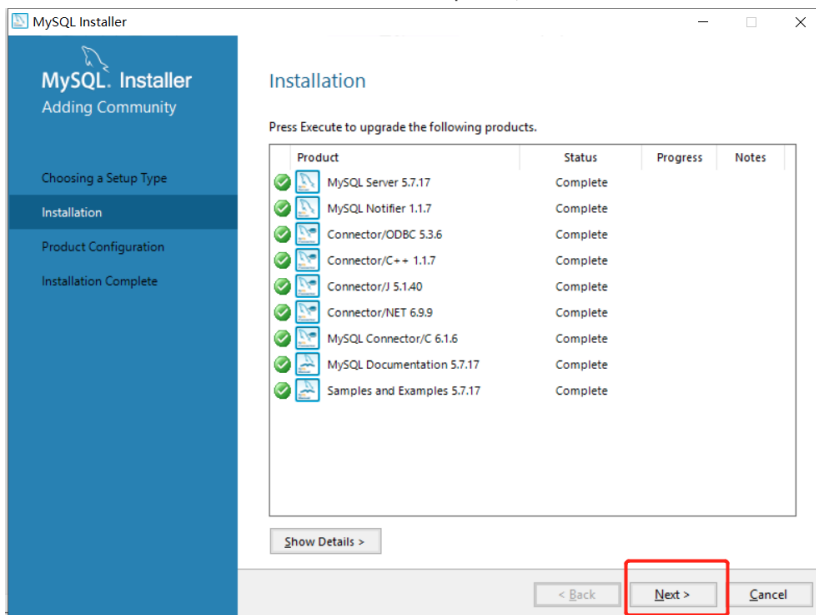 MySQL Installer
MySQL. Installer
Adding Community
Choosing a Setup Type
Installation
Product Configuration
Installation Complete
Installation
Press Execute to upgrade the following products.
Product Status Progress Notes
MySQL Server 5.7.17 Complete
MySQL Notifier 1.1.7 Complete
Connector/ODBC 5.3.6 Complete
Connector/C++ 1.1.7 Complete
Connector/J 5.1.40 Complete
Connector/NET 6.9.9 Complete
MySQL Connector/C 6.1.6 Complete
MySQL Documentation 5.7.17 Complete
Samples and Examples 5.7.17 Complete
Show Details >
< Back Next > Cancel